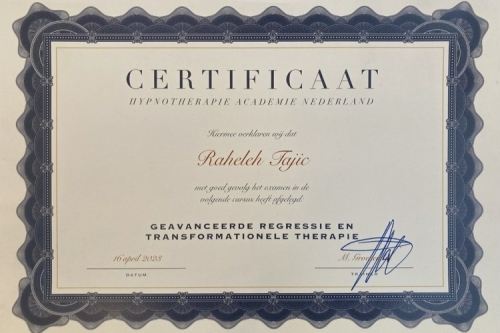 CERTIFICAAT
HYPNOTHERAPIE ACADEMIE NEDERLAND
Hiermee verklaren wij dat
Raheleh Tajic
met goed gevolg het examen in de
volgende cursus heeft afgelegd:
GEAVANCEERDE REGRESSIE EN
TRANSFORMATIONELE THERAPIE
16 april 2023
M.
DATUM